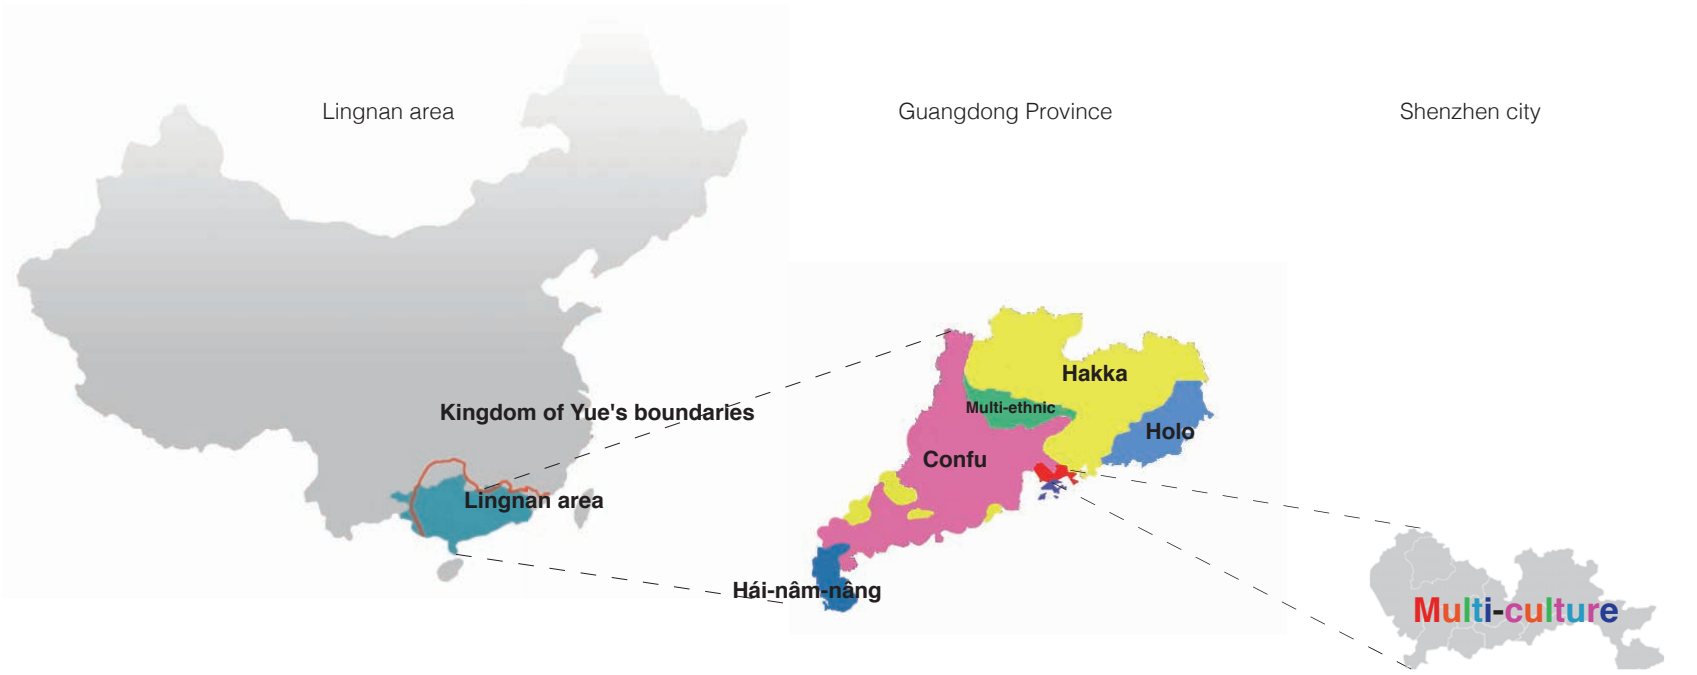 Lingnan area
Guangdong Province
Shenzhen city
Hakka
Multi-ethnic
Kingdom of Yue's boundaries
Holo
Confu
Lingnan area
Hái-nâm-nâng
Multi-culture